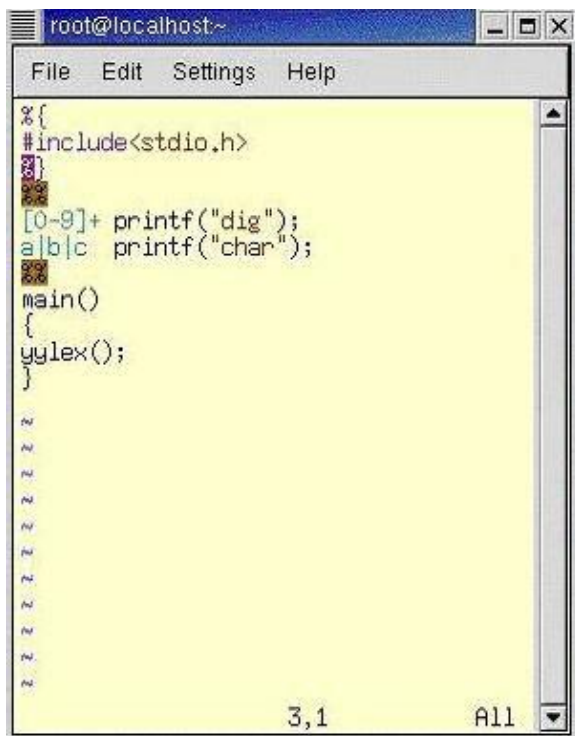 root@localhost:~
File Edit Settings Help
%{
#include<stdio.h>
%}
%%
[0-9]+ printf("dig");
a|b|c printf("char");
%%
main()
{
yylex();
}
~
~
~
~
~
~
~
~
~
~
~
3,1 All